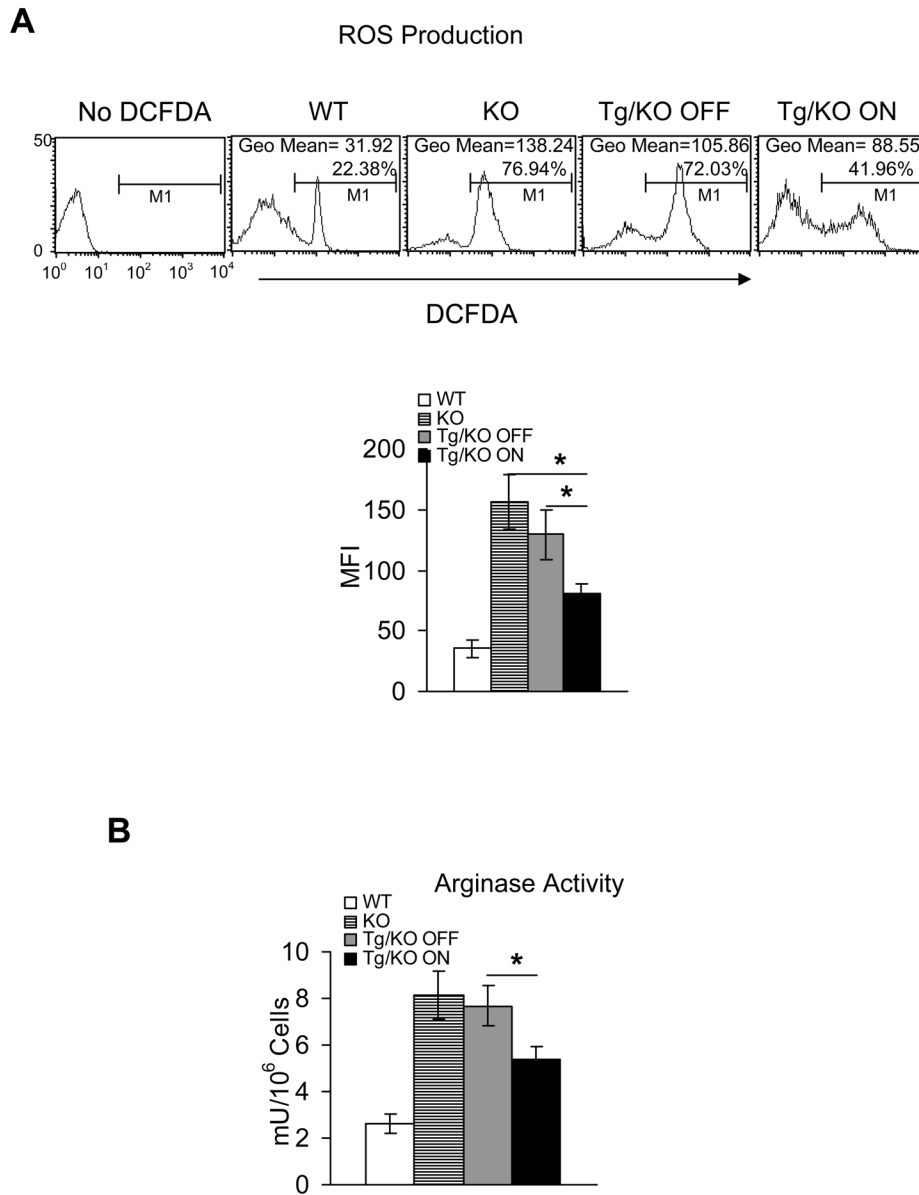 A
ROS Production
No DCFDA
WT
KO
Tg/KO OFF
Tg/KO ON
50
0
M1
10⁰ 10¹ 10² 10³ 10⁴
Geo Mean= 31.92
22.38%
M1
Geo Mean=138.24
76.94%
M1
Geo Mean=105.86
72.03%
M1
Geo Mean= 88.55
41.96%
M1
DCFDA
WT
KO
Tg/KO OFF
Tg/KO ON
200
150
100
50
0
MFI
*
*
B
Arginase Activity
WT
KO
Tg/KO OFF
Tg/KO ON
10
8
6
4
2
0
mU/10⁶ Cells
*